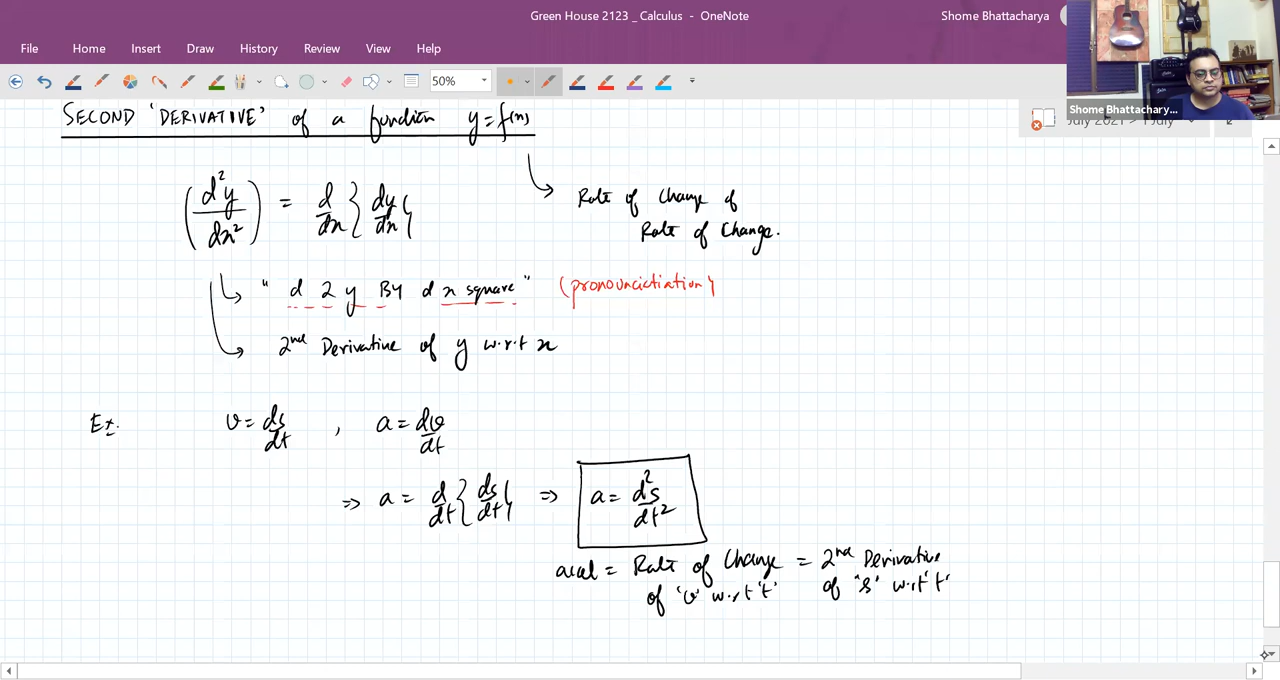 Green House 2123 _ Calculus - OneNote
Shome Bhattacharya
File Home Insert Draw History Review View Help
50%
Shome Bhattachary...
July 2021 > 1 July
SECOND 'DERIVATIVE' of a function y = f(x)
(d²y/dx²) = d/dx {dy/dx}
Rate of Change of
Rate of Change.
" d 2 y By d x square " (pronouncictiation)
2nd Derivative of y w.r.t x
Ex: v = ds/dt , a = dv/dt
⇒ a = d/dt {ds/dt} ⇒ a = d²s/dt²
accel = Rate of Change = 2nd Derivative
of 'v' w.r.t 't' of 's' w.r.t 't'